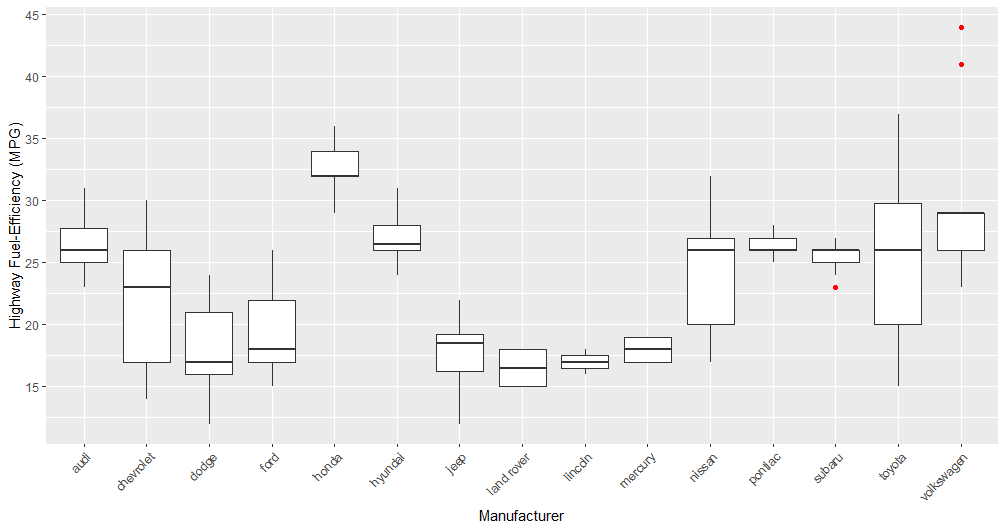 Highway Fuel-Efficiency (MPG)
45
40
35
30
25
20
15
audi
chevrolet
dodge
ford
honda
hyundai
jeep
land rover
lincoln
mercury
nissan
pontiac
subaru
toyota
volkswagen
Manufacturer